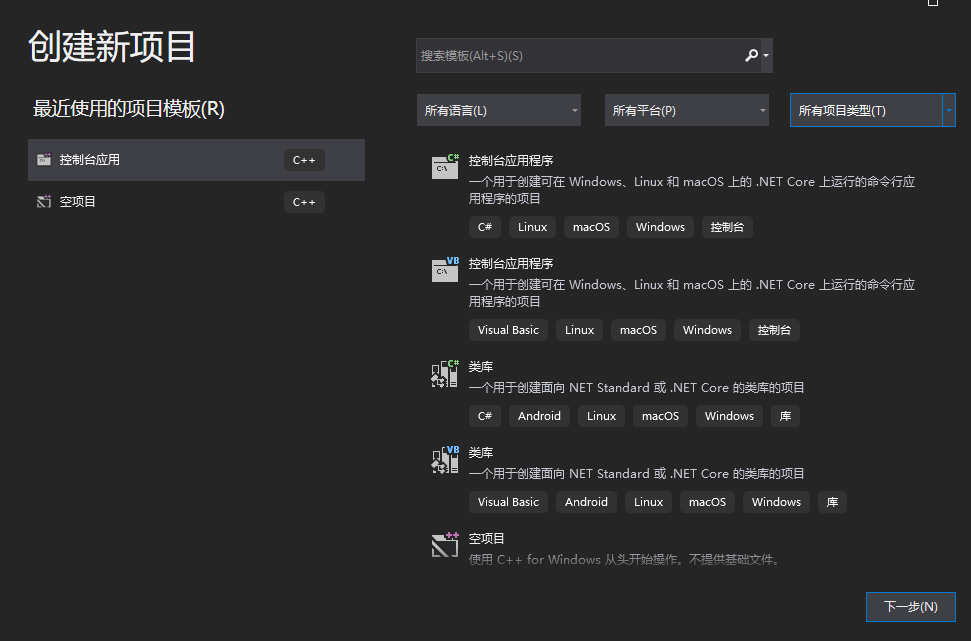 创建新项目
搜索模板(Alt+S)(S)
最近使用的项目模板(R)
所有语言(L)
所有平台(P)
所有项目类型(T)
控制台应用
C++
空项目
C++
C#
C:\
控制台应用程序
一个用于创建可在 Windows、Linux 和 macOS 上的 .NET Core 上运行的命令行应
用程序的项目
C#
Linux
macOS
Windows
控制台
VB
C:\
控制台应用程序
一个用于创建可在 Windows、Linux 和 macOS 上的 .NET Core 上运行的命令行应
用程序的项目
Visual Basic
Linux
macOS
Windows
控制台
C#
类库
一个用于创建面向 NET Standard 或 .NET Core 的类库的项目
C#
Android
Linux
macOS
Windows
库
VB
类库
一个用于创建面向 NET Standard 或 .NET Core 的类库的项目
Visual Basic
Android
Linux
macOS
Windows
库
++
空项目
使用 C++ for Windows 从头开始操作。不提供基础文件。
下一步(N)